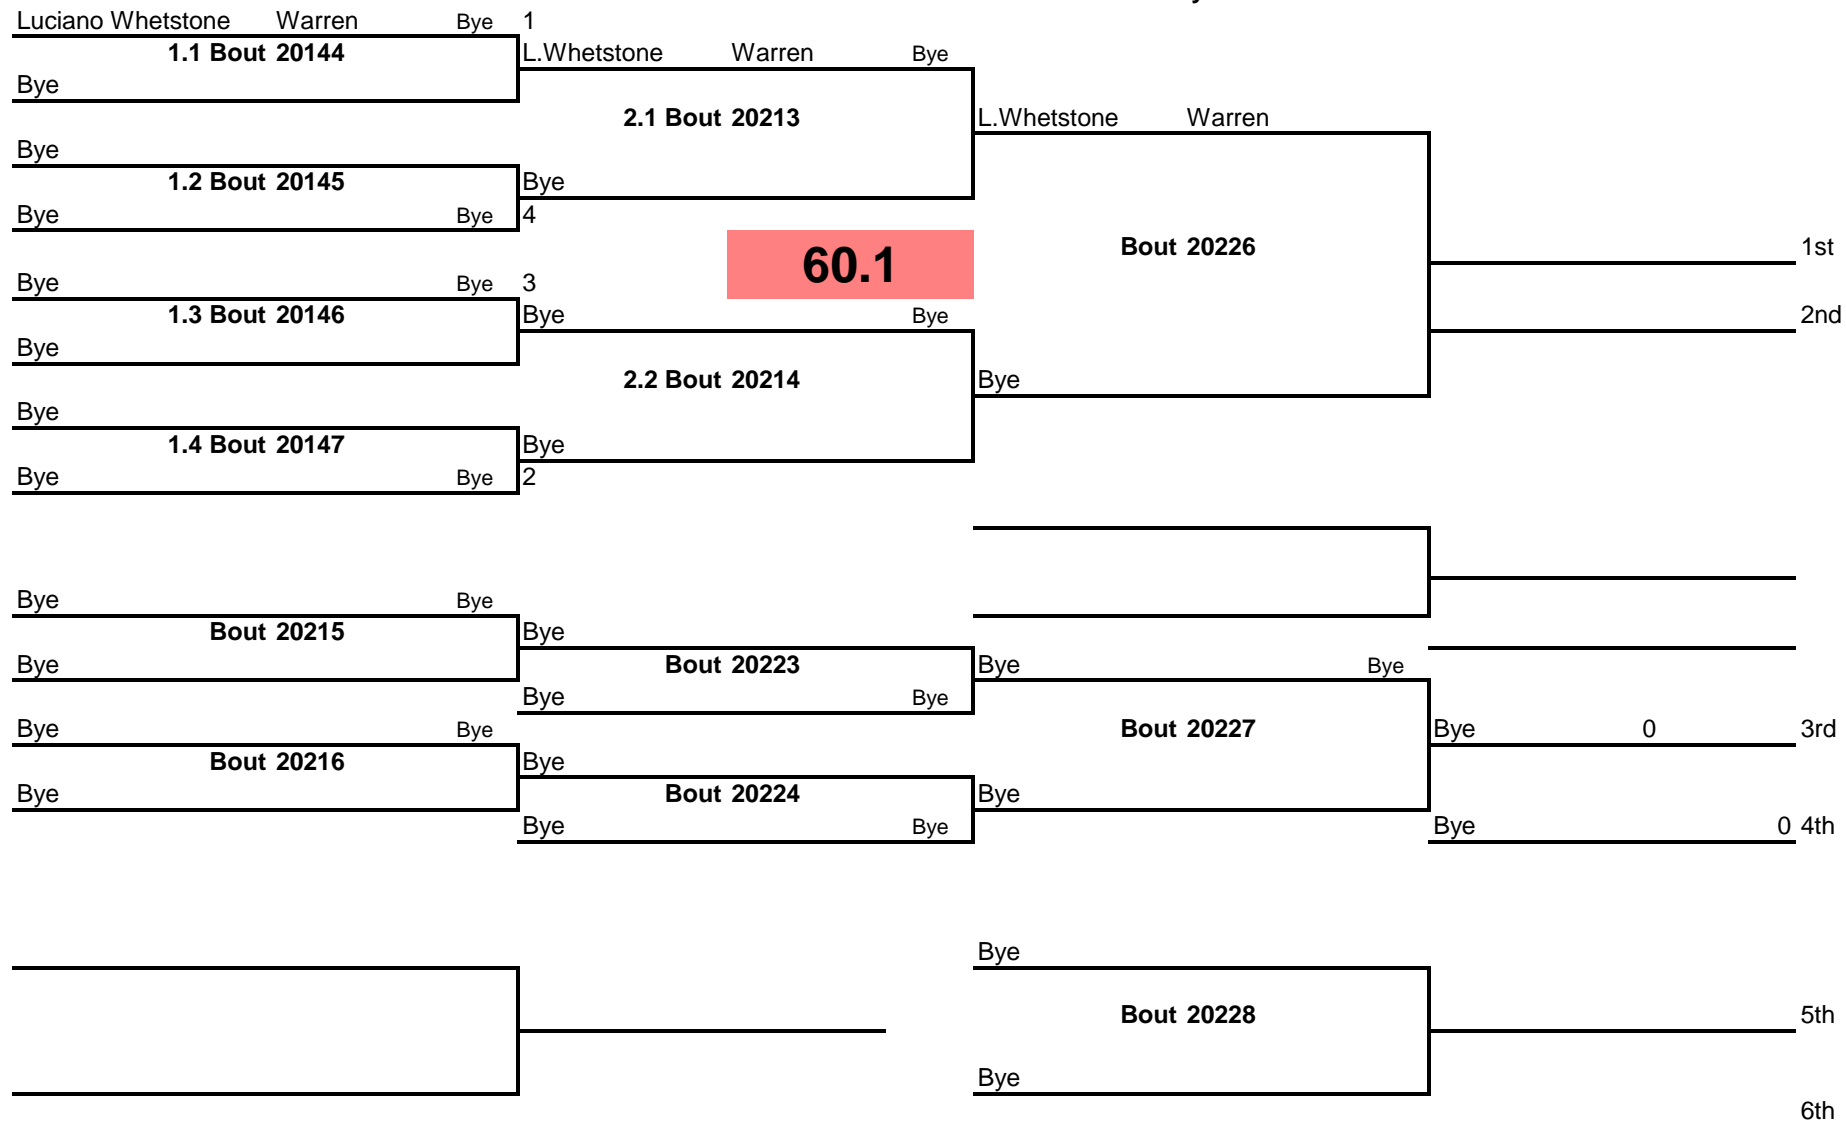 Luciano Whetstone Warren Bye 1
1.1 Bout 20144
L.Whetstone Warren Bye
Bye
2.1 Bout 20213
L.Whetstone Warren
Bye
1.2 Bout 20145
Bye
Bye Bye 4
60.1
Bout 20226
1st
Bye Bye 3
1.3 Bout 20146
Bye Bye
2nd
Bye
2.2 Bout 20214
Bye
Bye
1.4 Bout 20147
Bye
Bye Bye 2
Bye Bye
Bout 20215
Bye
Bye
Bout 20223
Bye Bye
Bye Bye
Bye Bye
Bout 20227
Bye 0 3rd
Bout 20216
Bye
Bye
Bout 20224
Bye
Bye Bye
Bye 0 4th
Bye
Bout 20228
5th
Bye
6th